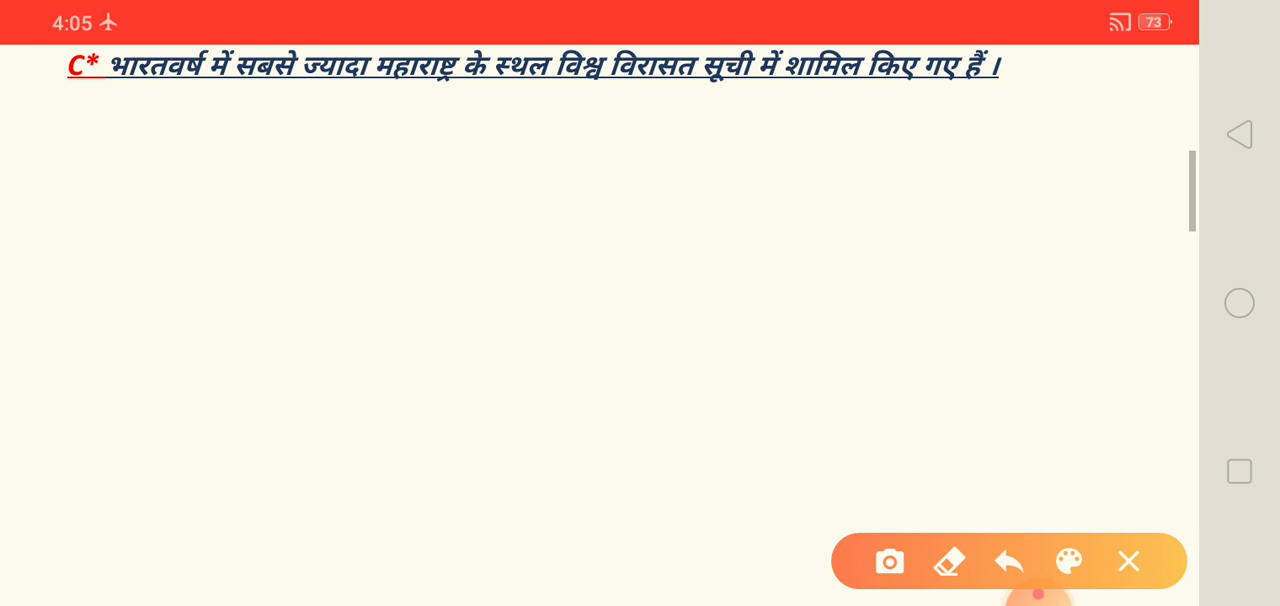 4:05
73
C* भारतवर्ष में सबसे ज्यादा महाराष्ट्र के स्थल विश्व विरासत सूची में शामिल किए गए हैं ।